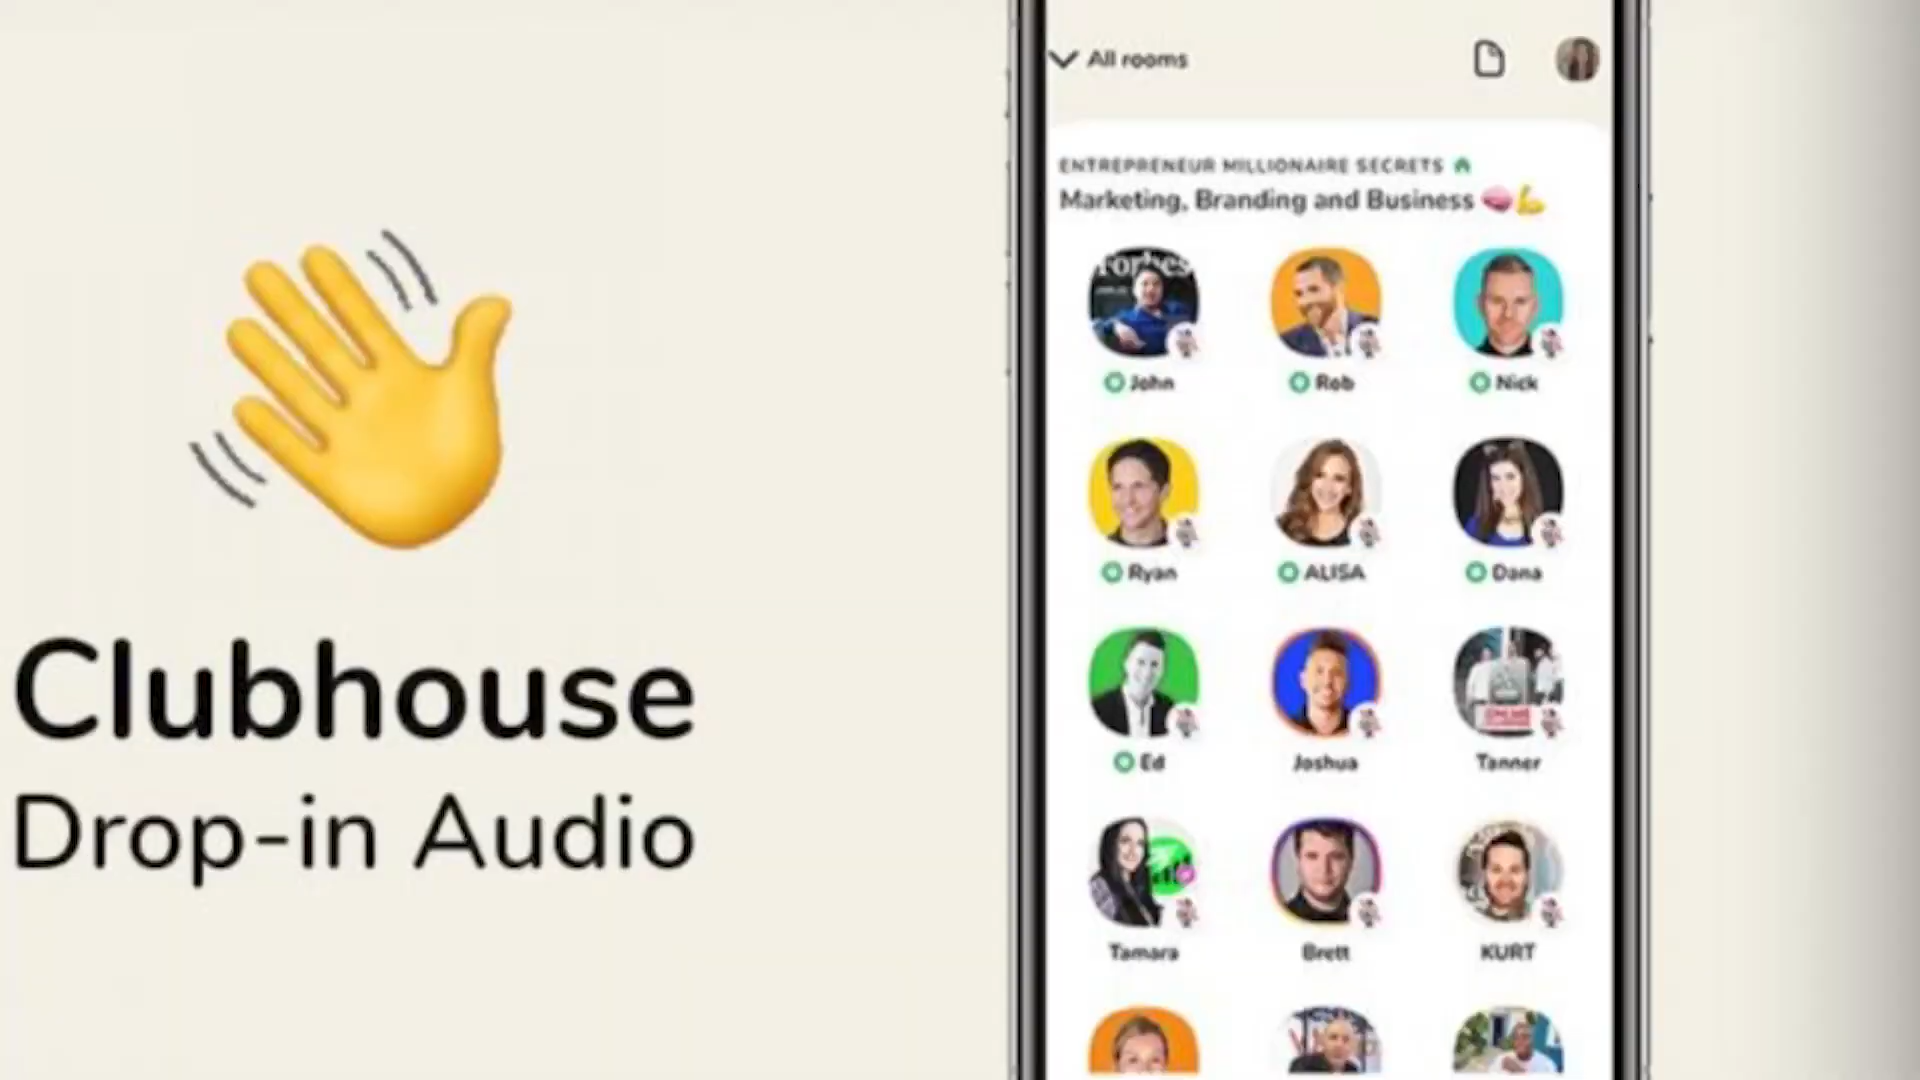 Clubhouse
Drop-in Audio
All rooms
ENTREPRENEUR MILLIONAIRE SECRETS
Marketing, Branding and Business
Forbes
John
Rob
Nick
Ryan
ALISA
Dana
Ed
Joshua
Tanner
Tamara
Brett
KURT